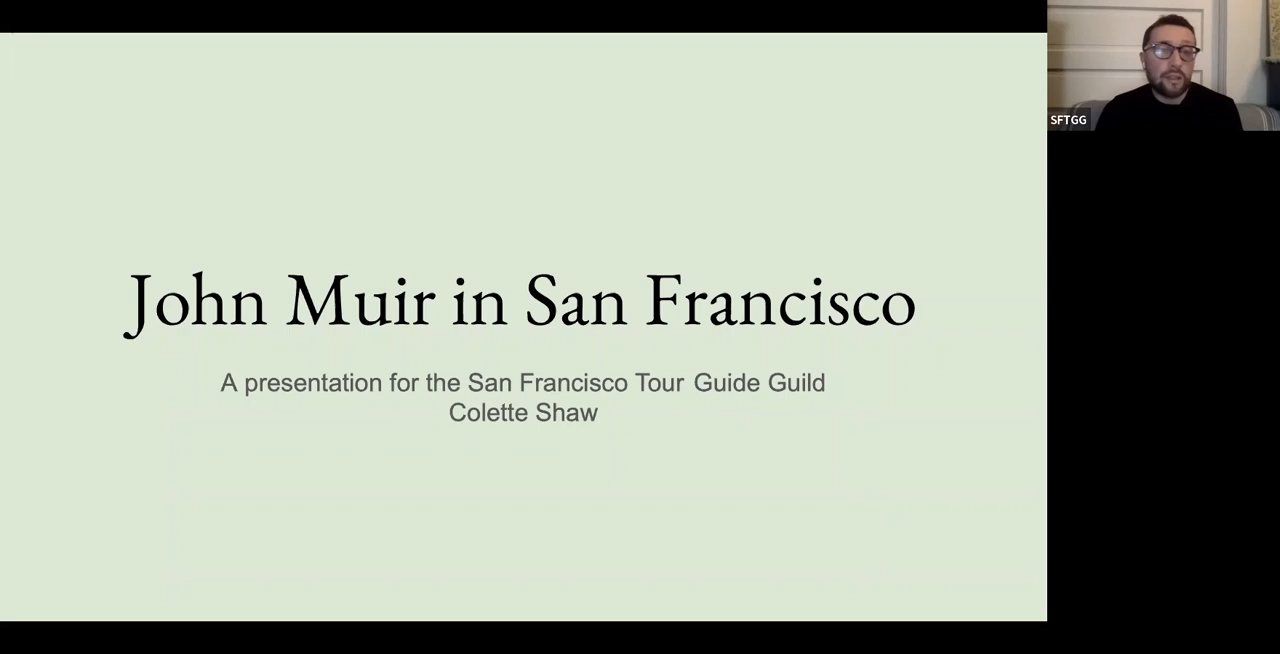 John Muir in San Francisco
A presentation for the San Francisco Tour Guide Guild
Colette Shaw
SFTGG